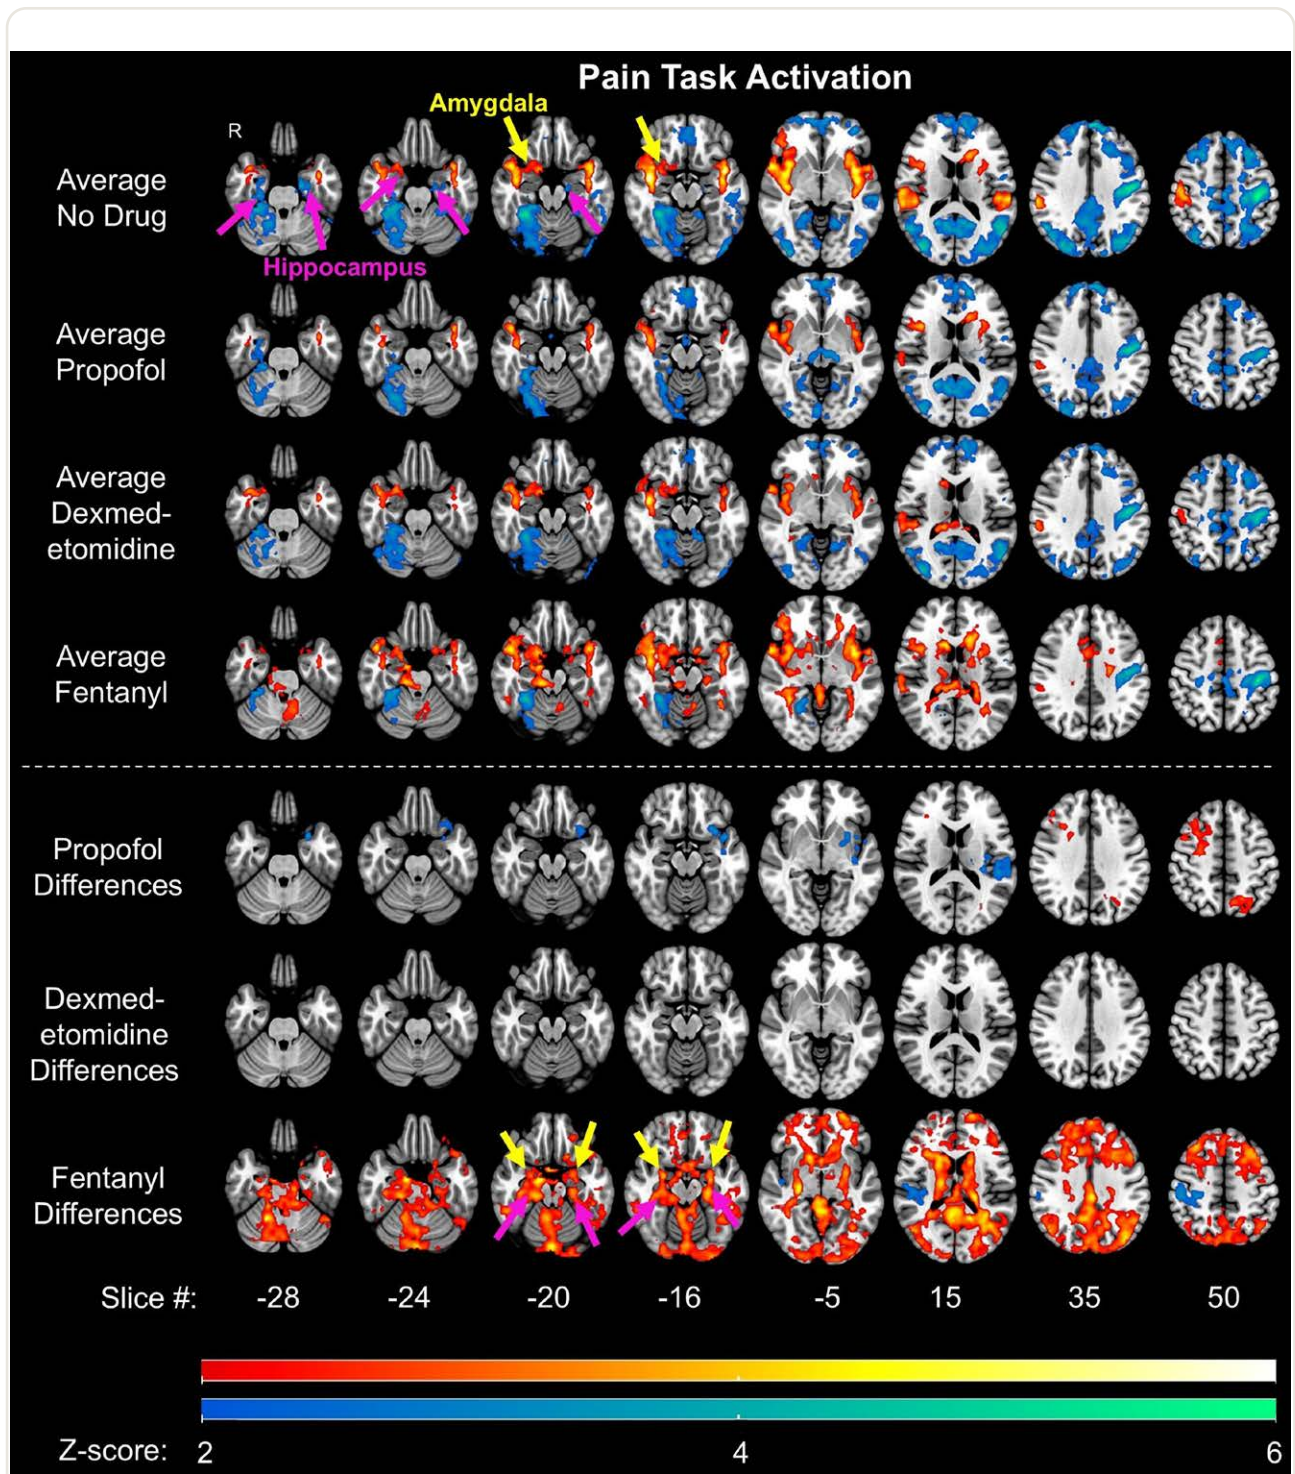 Pain Task Activation
Amygdala
R
Average
No Drug
Hippocampus
Average
Propofol
Average
Dexmed-
etomidine
Average
Fentanyl
Propofol
Differences
Dexmed-
etomidine
Differences
Fentanyl
Differences
Slice #: -28 -24 -20 -16 -5 15 35 50
Z-score: 2 4 6